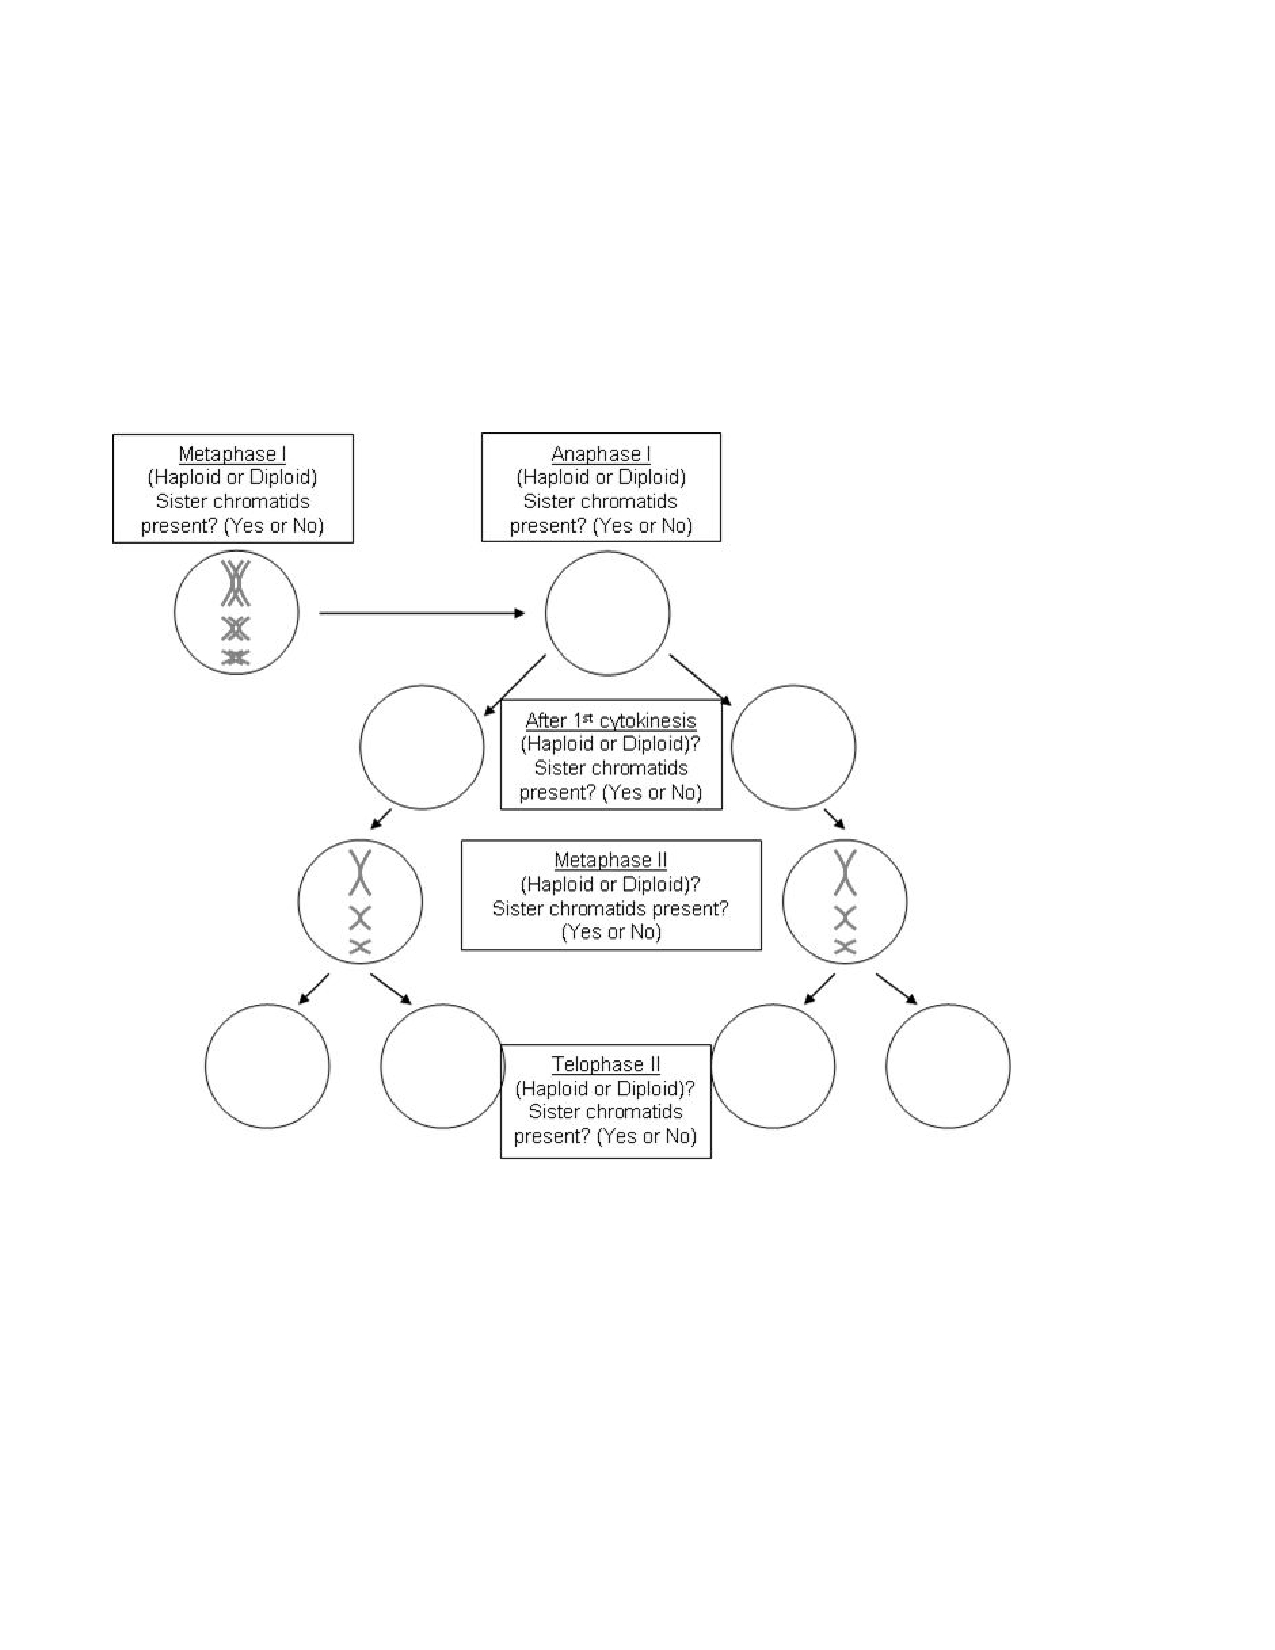 Metaphase I
(Haploid or Diploid)
Sister chromatids
present? (Yes or No)
Anaphase I
(Haploid or Diploid)
Sister chromatids
present? (Yes or No)
After 1st cytokinesis
(Haploid or Diploid)?
Sister chromatids
present? (Yes or No)
Metaphase II
(Haploid or Diploid)?
Sister chromatids present?
(Yes or No)
Telophase II
(Haploid or Diploid)?
Sister chromatids
present? (Yes or No)